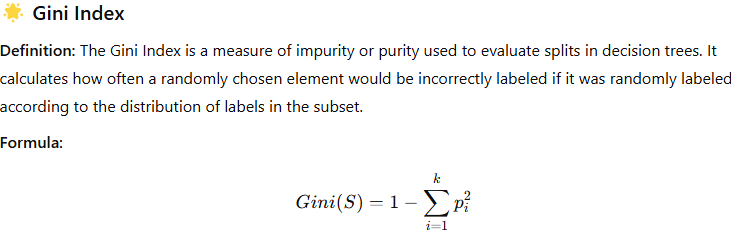 🌟 Gini Index
Definition: The Gini Index is a measure of impurity or purity used to evaluate splits in decision trees. It
calculates how often a randomly chosen element would be incorrectly labeled if it was randomly labeled
according to the distribution of labels in the subset.
Formula:
Gini(S) = 1 − ∑_{i=1}^{k} p_i^2